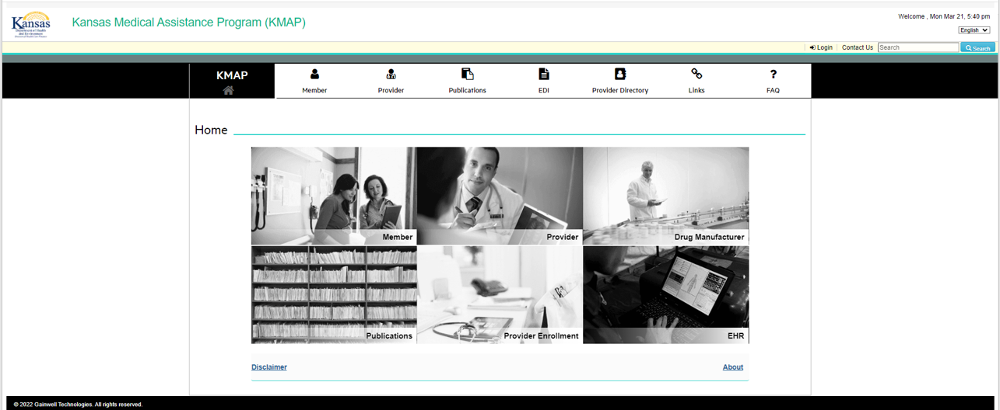 Kansas
Department of Health
and Environment
Kansas Medical Assistance Program (KMAP)
Welcome , Mon Mar 21, 5:40 pm
English
Login
Contact Us
Search
Search
KMAP
Member
Provider
Publications
EDI
Provider Directory
Links
FAQ
Home
Member
Provider
Drug Manufacturer
Publications
Provider Enrollment
EHR
Disclaimer
About
© 2022 Gainwell Technologies. All rights reserved.